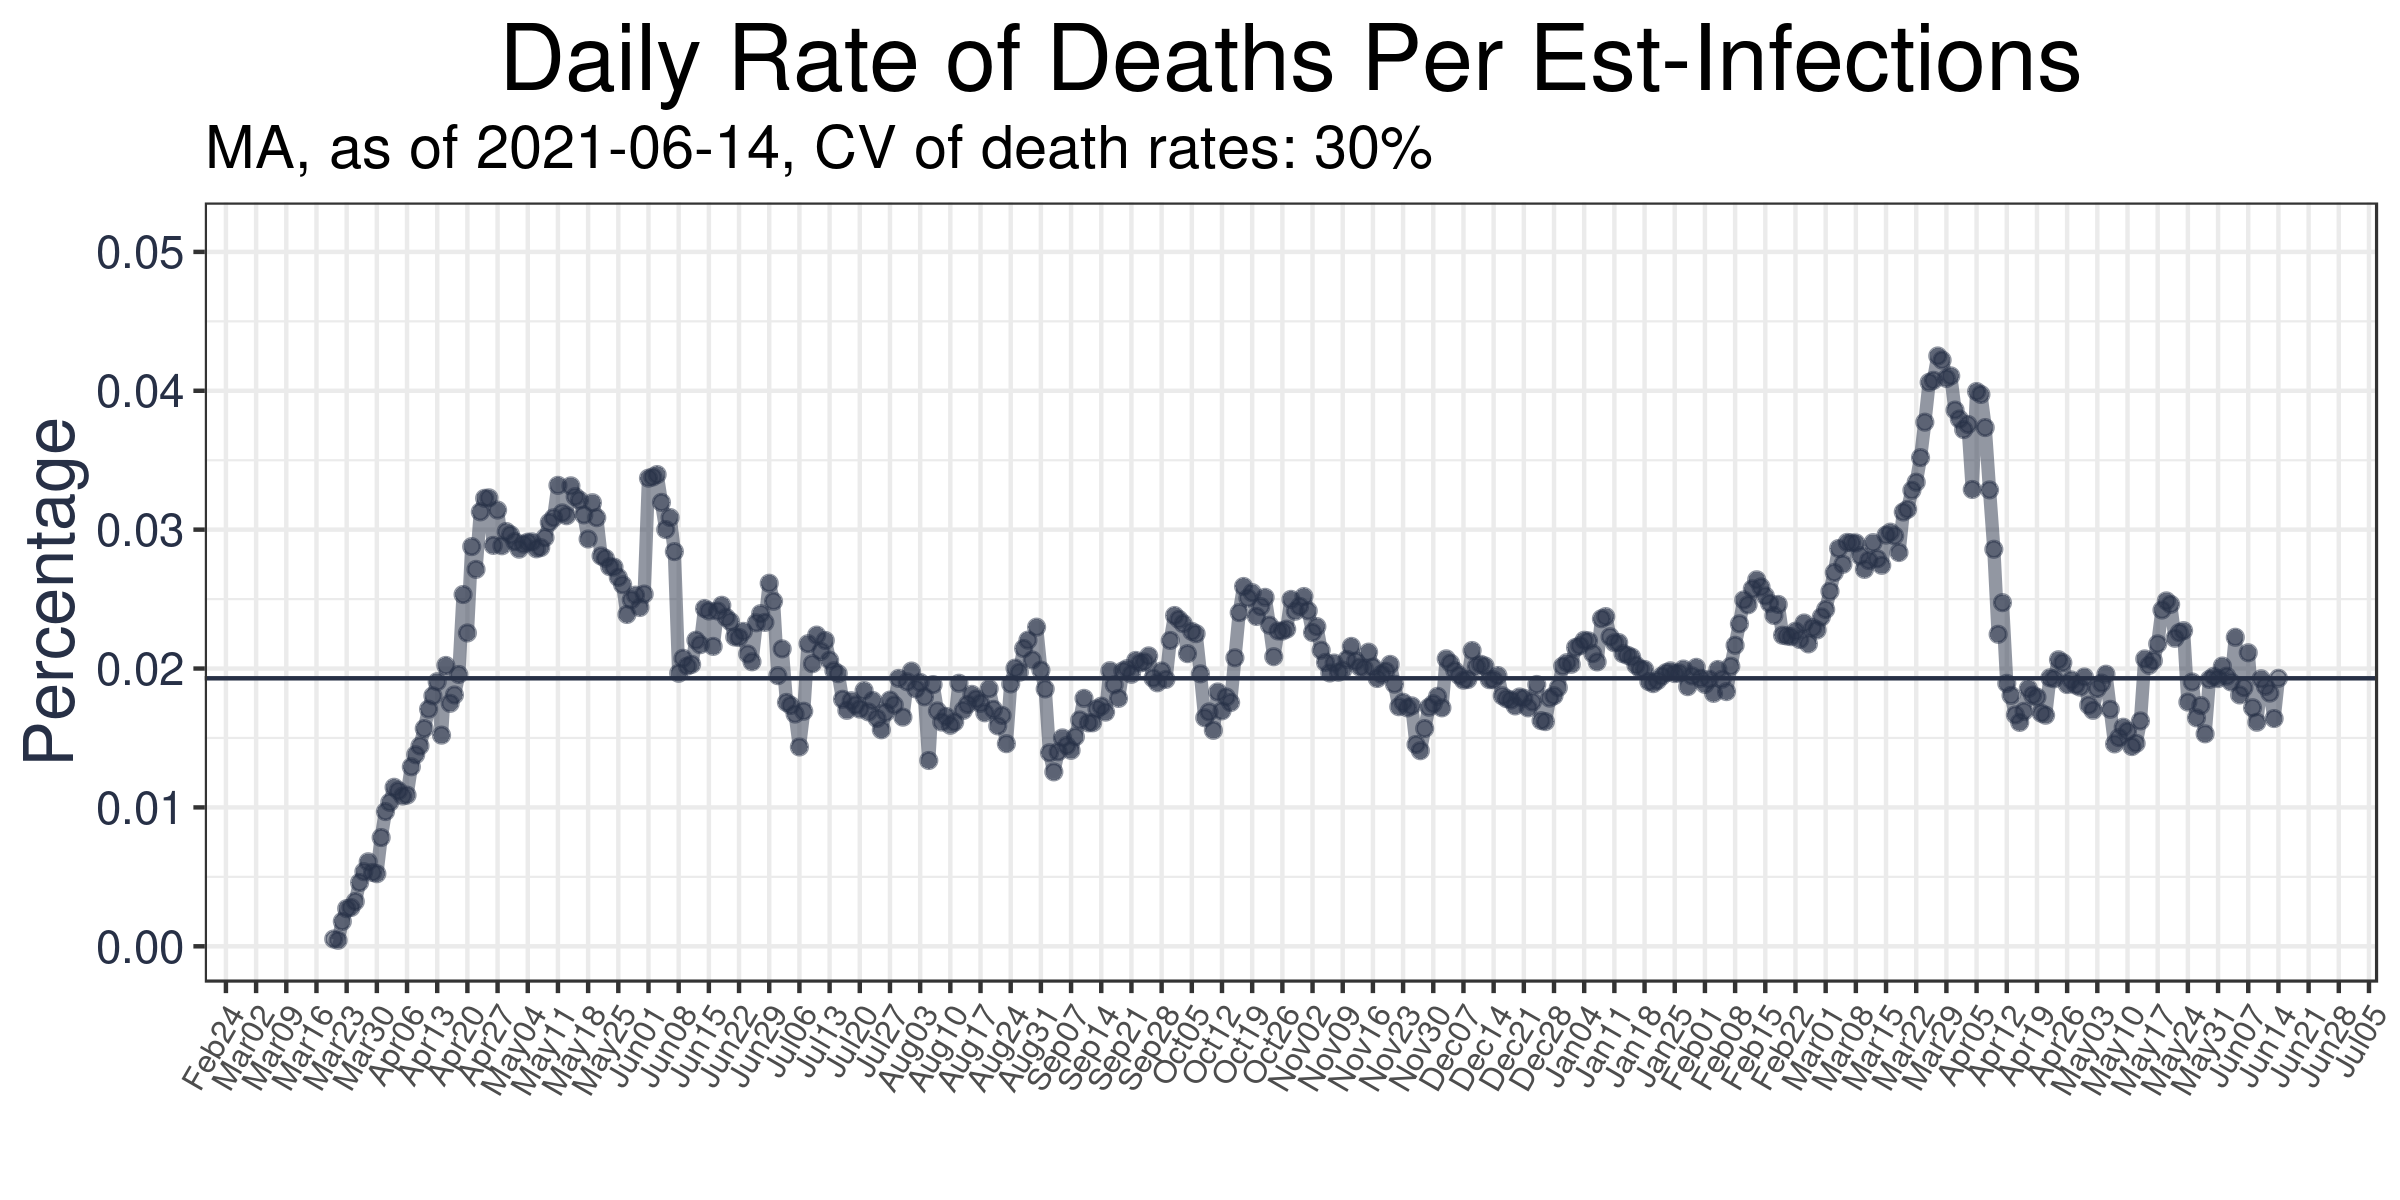 Daily Rate of Deaths Per Est-Infections
MA, as of 2021-06-14, CV of death rates: 30%
Percentage
0.05
0.04
0.03
0.02
0.01
0.00
Feb24
Mar02
Mar09
Mar16
Mar23
Mar30
Apr06
Apr13
Apr20
Apr27
May04
May11
May18
May25
Jun01
Jun08
Jun15
Jun22
Jun29
Jul06
Jul13
Jul20
Jul27
Aug03
Aug10
Aug17
Aug24
Aug31
Sep07
Sep14
Sep21
Sep28
Oct05
Oct12
Oct19
Oct26
Nov02
Nov09
Nov16
Nov23
Nov30
Dec07
Dec14
Dec21
Dec28
Jan04
Jan11
Jan18
Jan25
Feb01
Feb08
Feb15
Feb22
Mar01
Mar08
Mar15
Mar22
Mar29
Apr05
Apr12
Apr19
Apr26
May03
May10
May17
May24
May31
Jun07
Jun14
Jun21
Jun28
Jul05